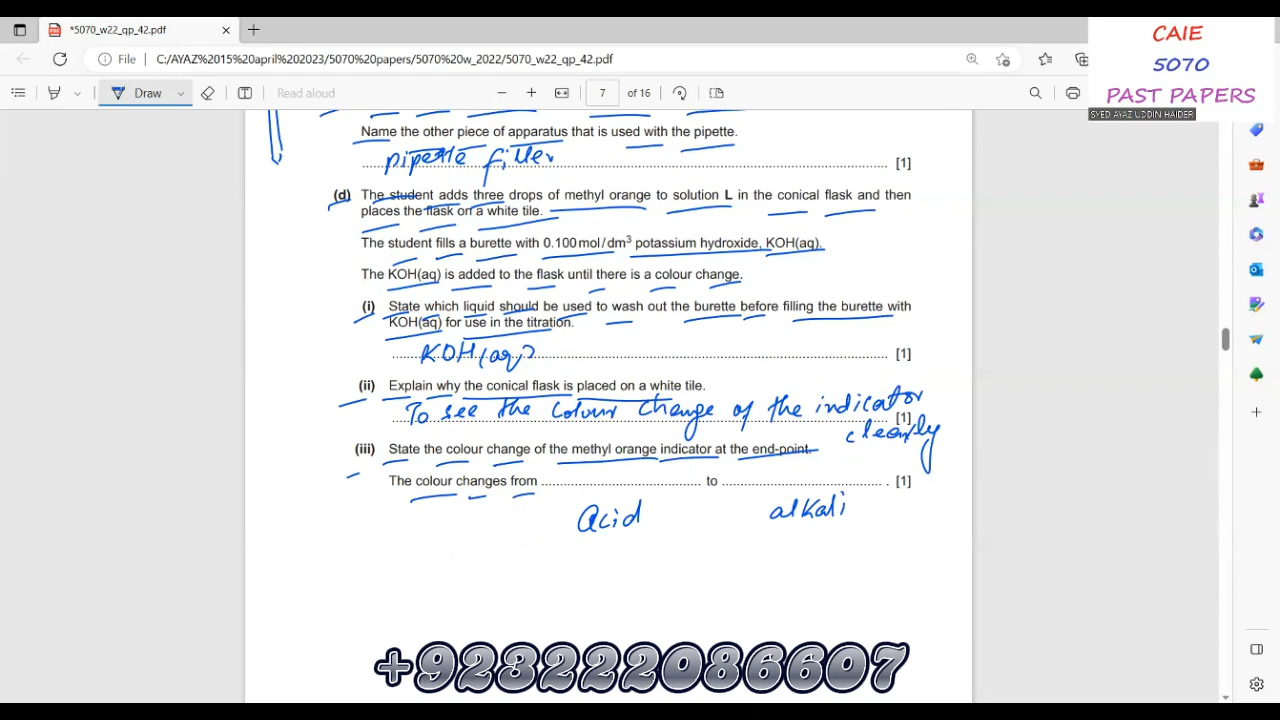 *5070_w22_qp_42.pdf
File C:/AYAZ%2015%20april%202023/5070%20papers/5070%20w_2022/5070_w22_qp_42.pdf
CAIE
5070
PAST PAPERS
SYED AYAZ UDDIN HAIDER
Draw
Read aloud
7 of 16
Name the other piece of apparatus that is used with the pipette.
pipette filler [1]
(d) The student adds three drops of methyl orange to solution L in the conical flask and then
places the flask on a white tile.
The student fills a burette with 0.100 mol/dm³ potassium hydroxide, KOH(aq).
The KOH(aq) is added to the flask until there is a colour change.
(i) State which liquid should be used to wash out the burette before filling the burette with
KOH(aq) for use in the titration.
KOH(aq) [1]
(ii) Explain why the conical flask is placed on a white tile.
To see the colour change of the indicator [1]
clearly
(iii) State the colour change of the methyl orange indicator at the end-point.
The colour changes from ........................................ to ........................................ . [1]
Acid alkali
+923222086607